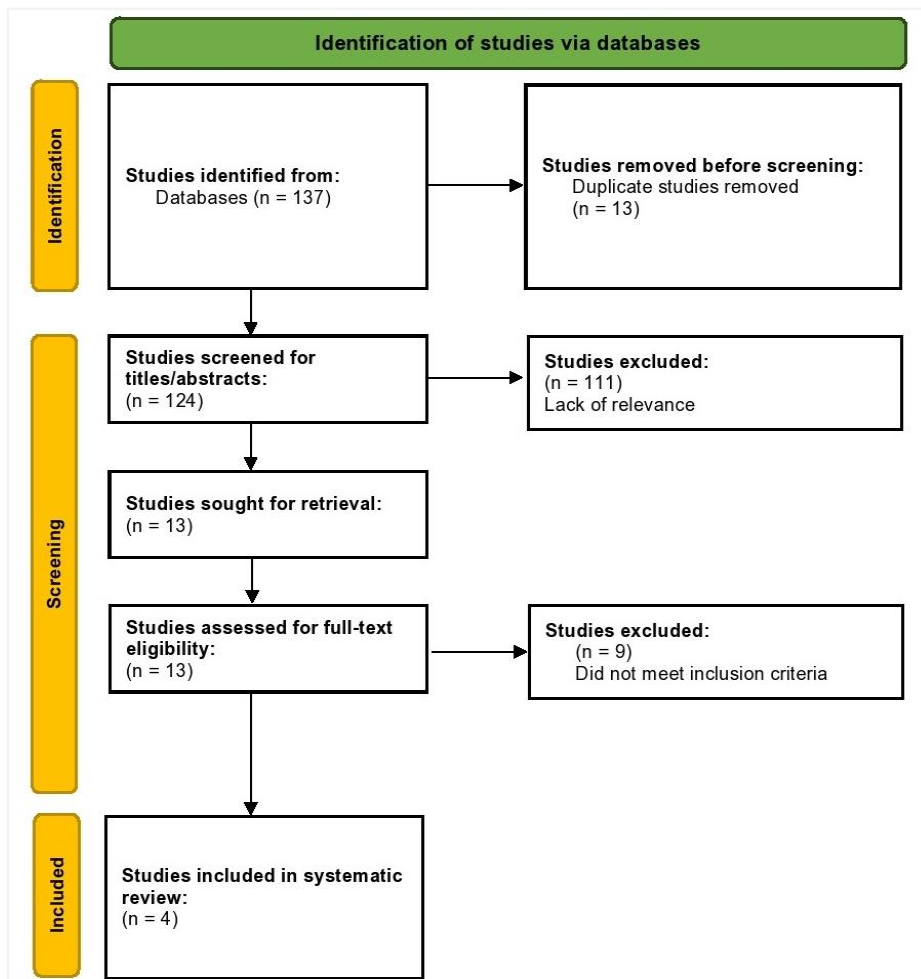 Identification of studies via databases
Identification
Studies identified from:
Databases (n = 137)
Studies removed before screening:
Duplicate studies removed
(n = 13)
Screening
Studies screened for
titles/abstracts:
(n = 124)
Studies excluded:
(n = 111)
Lack of relevance
Studies sought for retrieval:
(n = 13)
Studies assessed for full-text
eligibility:
(n = 13)
Studies excluded:
(n = 9)
Did not meet inclusion criteria
Included
Studies included in systematic
review:
(n = 4)